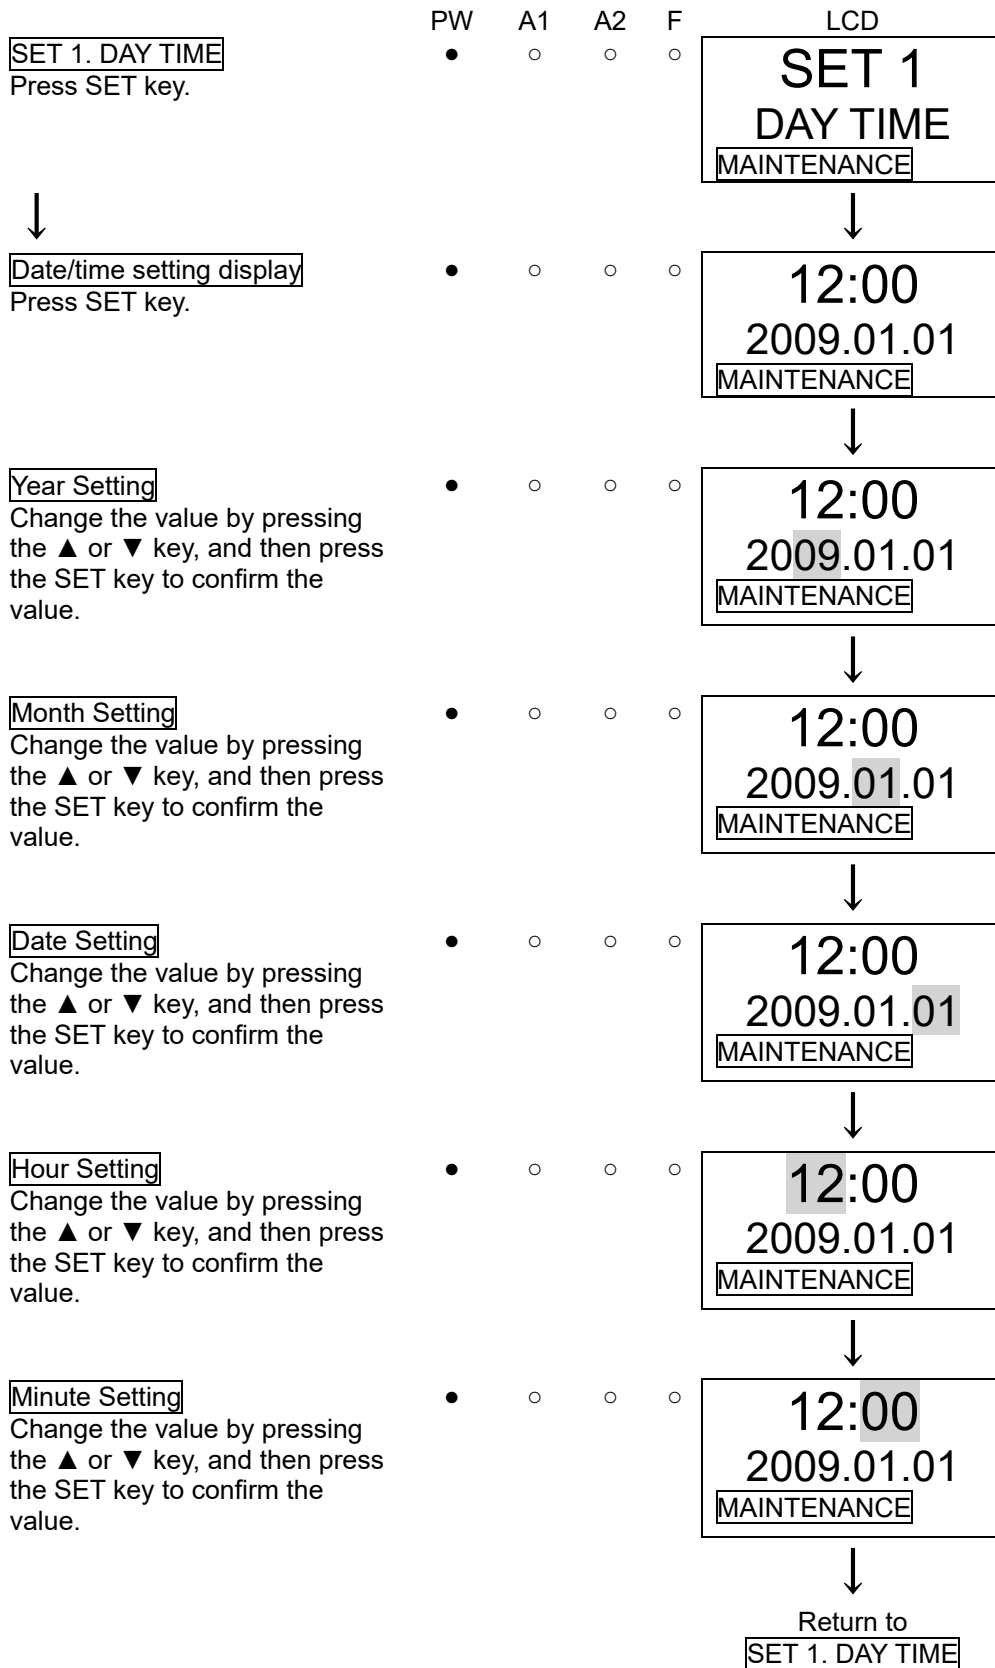 PW A1 A2 F LCD
SET 1. DAY TIME ● ○ ○ ○
Press SET key.
SET 1
DAY TIME
MAINTENANCE
↓ ↓
Date/time setting display ● ○ ○ ○
Press SET key.
12:00
2009.01.01
MAINTENANCE
↓
Year Setting ● ○ ○ ○
Change the value by pressing
the ▲ or ▼ key, and then press
the SET key to confirm the
value.
12:00
2009.01.01
MAINTENANCE
↓
Month Setting ● ○ ○ ○
Change the value by pressing
the ▲ or ▼ key, and then press
the SET key to confirm the
value.
12:00
2009.01.01
MAINTENANCE
↓
Date Setting ● ○ ○ ○
Change the value by pressing
the ▲ or ▼ key, and then press
the SET key to confirm the
value.
12:00
2009.01.01
MAINTENANCE
↓
Hour Setting ● ○ ○ ○
Change the value by pressing
the ▲ or ▼ key, and then press
the SET key to confirm the
value.
12:00
2009.01.01
MAINTENANCE
↓
Minute Setting ● ○ ○ ○
Change the value by pressing
the ▲ or ▼ key, and then press
the SET key to confirm the
value.
12:00
2009.01.01
MAINTENANCE
↓
Return to
SET 1. DAY TIME